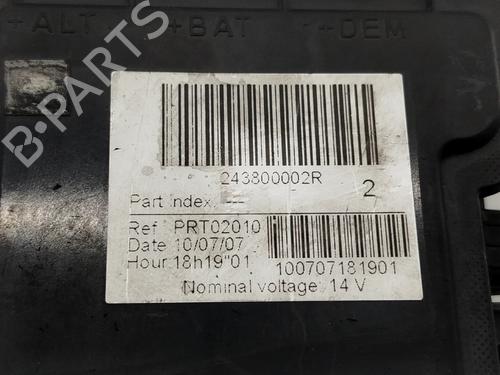 +ALT +BAT +DEM
B-PARTS
243800002R
Part Index: --- 2
Ref PRT02010
Date 10/07/07
Hour 18h19"01
100707181901
Nominal voltage: 14 V